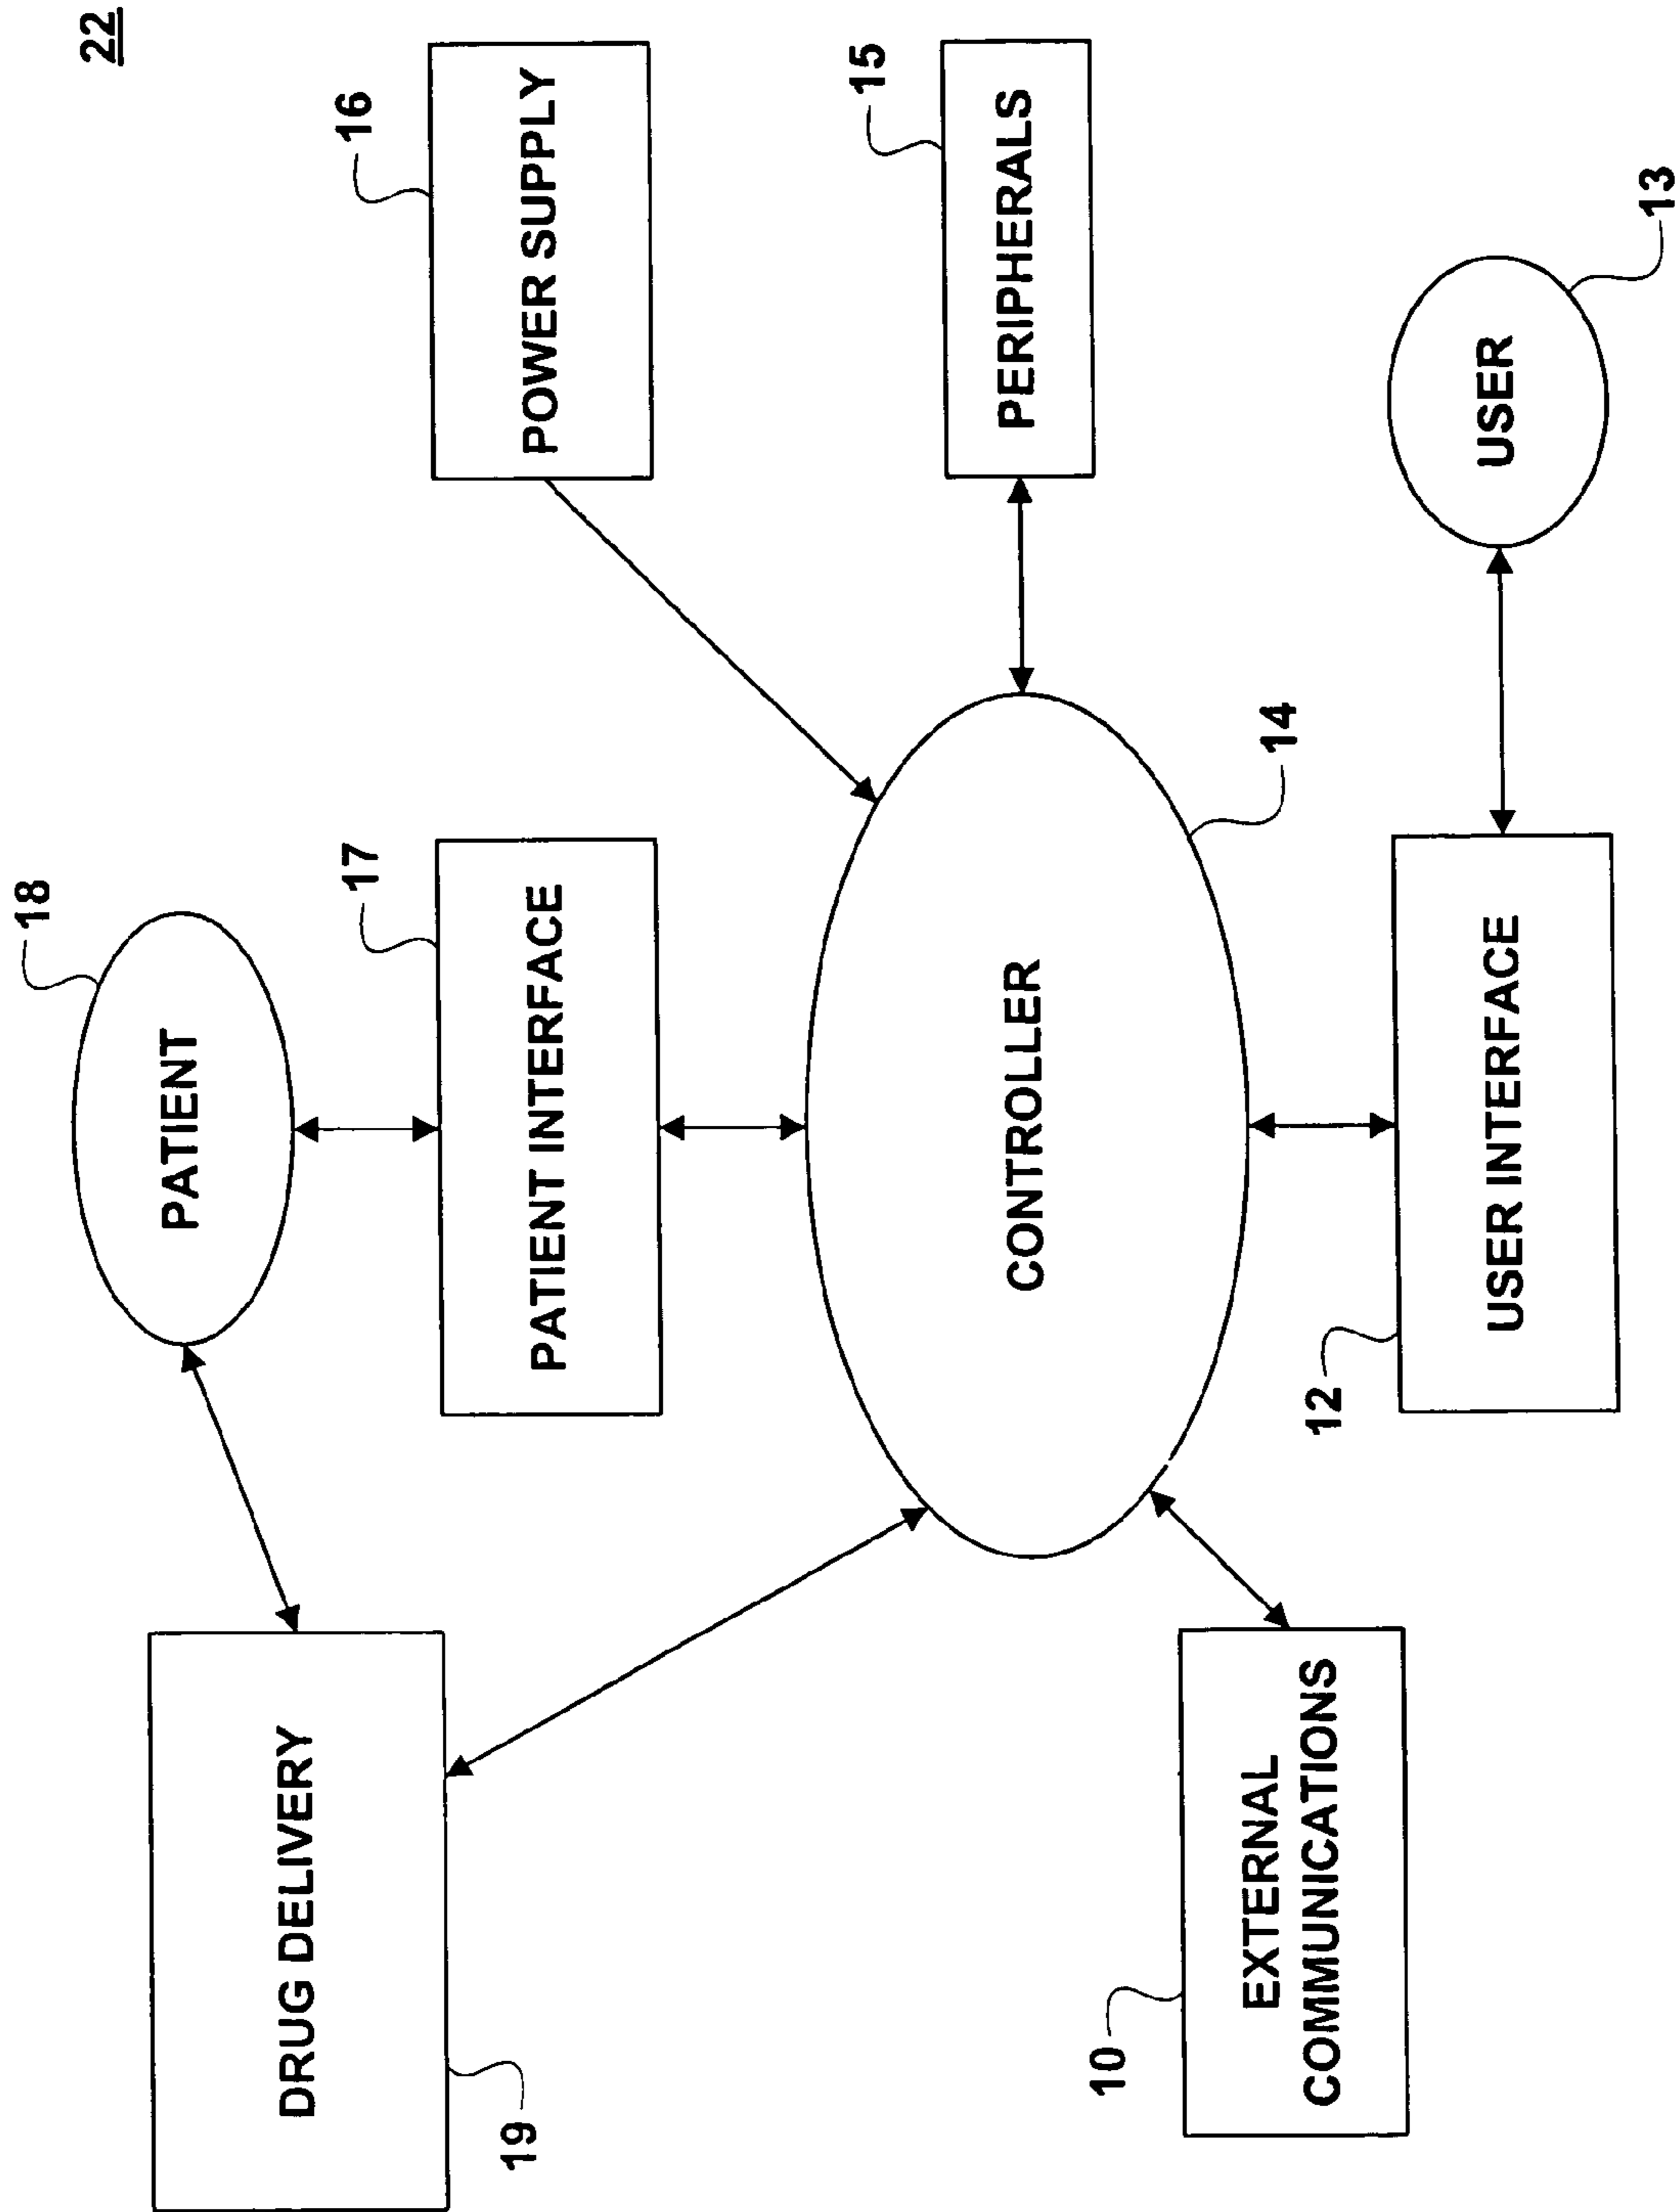 22
18
PATIENT
DRUG DELIVERY
19
17
PATIENT INTERFACE
16
POWER SUPPLY
CONTROLLER
14
15
PERIPHERALS
10
EXTERNAL
COMMUNICATIONS
12
USER INTERFACE
USER
13